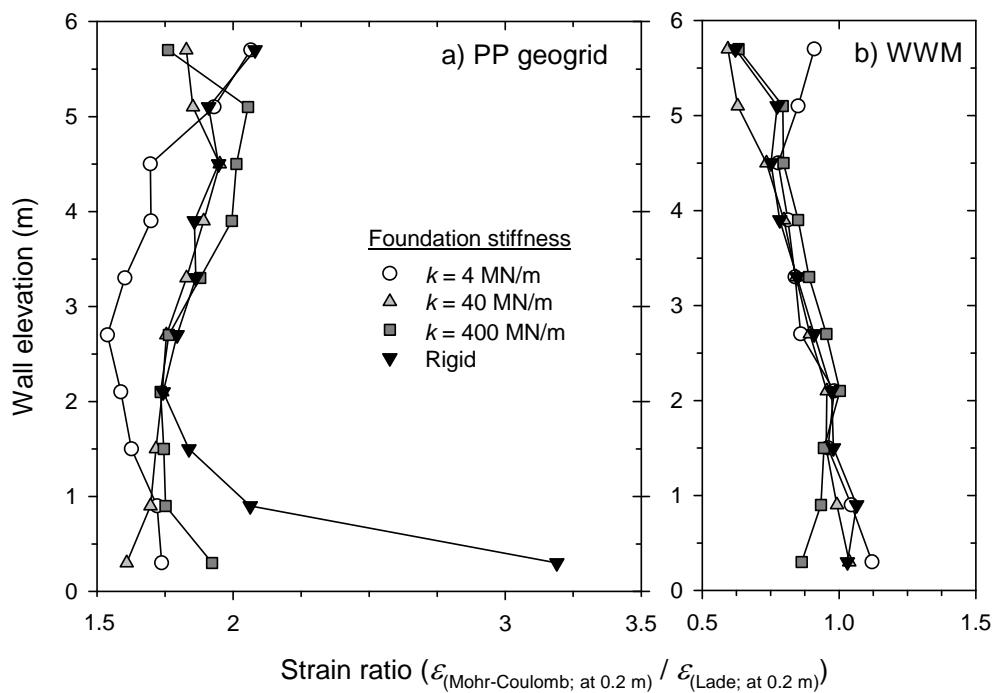 6
5
4
3
2
1
0
Wall elevation (m)
a) PP geogrid
Foundation stiffness
k = 4 MN/m
k = 40 MN/m
k = 400 MN/m
Rigid
1.5
2
2.5
3
3.5
6
5
4
3
2
1
0
b) WWM
0.5
1.0
1.5
Strain ratio (ε(Mohr-Coulomb; at 0.2 m) / ε(Lade; at 0.2 m))